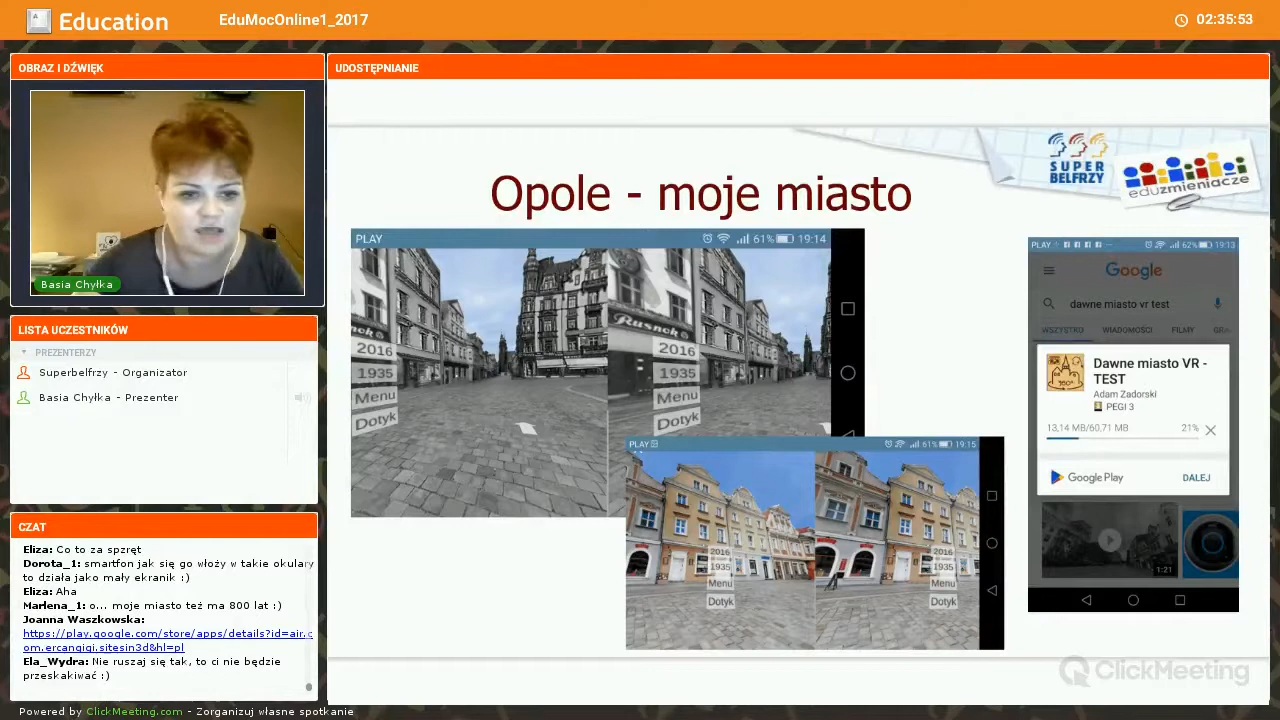 Education
EduMocOnline1_2017
02:35:53
OBRAZ I DŹWIĘK
Basia Chyłka
LISTA UCZESTNIKÓW
PREZENTERZY
Superbelfrzy - Organizator
Basia Chyłka - Prezenter
CZAT
Eliza: Co to za spzręt
Dorota_1: smartfon jak się go włoży w takie okulary
to działa jako mały ekranik :)
Eliza: Aha
Marlena_1: o... moje miasto też ma 800 lat :)
Joanna Waszkowska:
https://play.google.com/store/apps/details?id=air.c
om.ercangigi.sitesin3d&hl=pl
Ela_Wydra: Nie ruszaj się tak, to ci nie będzie
przeskakiwać :)
Powered by ClickMeeting.com - Zorganizuj własne spotkanie
UDOSTĘPNIANIE
SUPER
BELFRZY
eduzmieniacze
Opole - moje miasto
PLAY 61% 19:14
2016
1935
Menu
Dotyk
Rusnok
2016
1935
Menu
Dotyk
PLAY 61% 19:15
2016
1935
Menu
Dotyk
2016
1935
Menu
Dotyk
PLAY 62% 19:13
Google
dawne miasto vr test
WSZYSTKO WIADOMOŚCI FILMY GRA
Dawne miasto VR -
TEST
Adam Zadorski
PEGI 3
13,14 MB/60,71 MB 21%
Google Play DALEJ
1:21
ClickMeeting